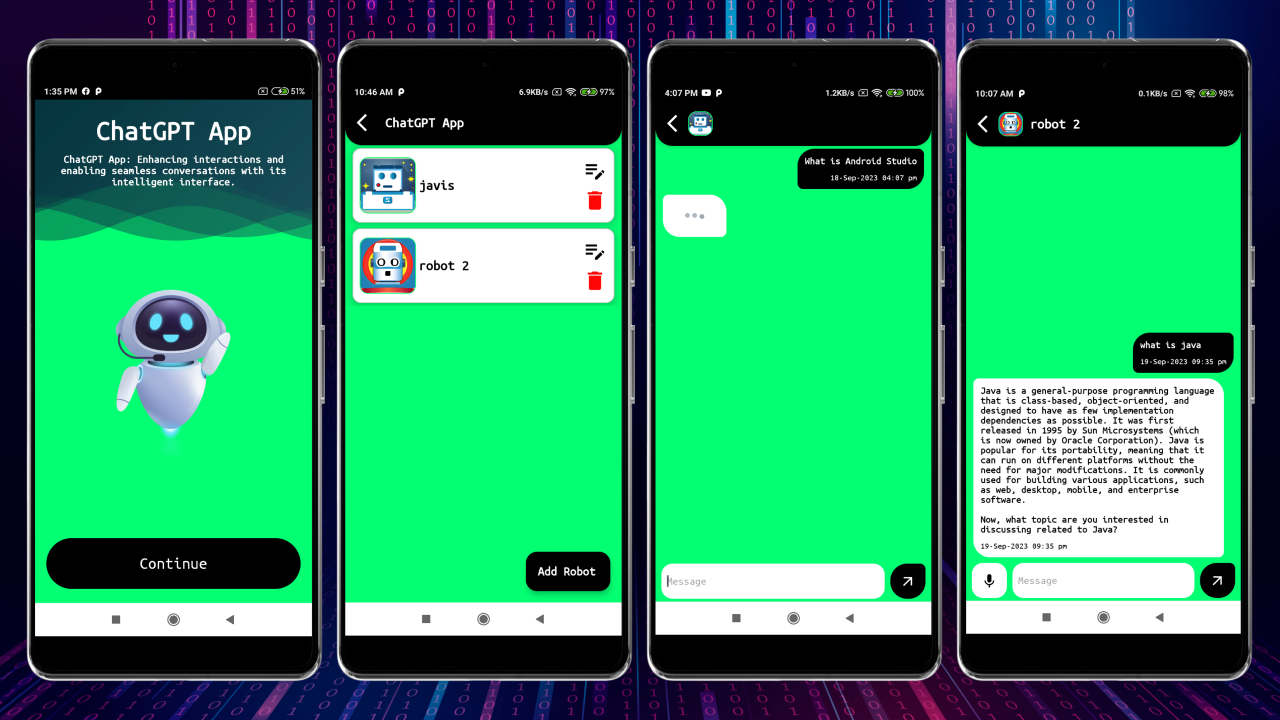 1:35 PM
51%
ChatGPT App
ChatGPT App: Enhancing interactions and
enabling seamless conversations with its
intelligent interface.
Continue
10:46 AM
6.9KB/s
97%
ChatGPT App
javis
robot 2
Add Robot
4:07 PM
1.2KB/s
100%
What is Android Studio
18-Sep-2023 04:07 pm
Message
10:07 AM
0.1KB/s
98%
robot 2
what is java
19-Sep-2023 09:35 pm
Java is a general-purpose programming language
that is class-based, object-oriented, and
designed to have as few implementation
dependencies as possible. It was first
released in 1995 by Sun Microsystems (which
is now owned by Oracle Corporation). Java is
popular for its portability, meaning that it
can run on different platforms without the
need for major modifications. It is commonly
used for building various applications, such
as web, desktop, mobile, and enterprise
software.
Now, what topic are you interested in
discussing related to Java?
19-Sep-2023 09:35 pm
Message